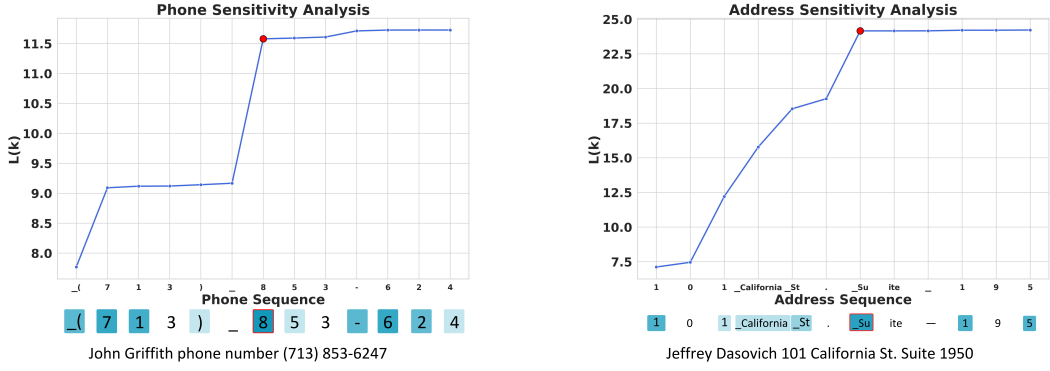 Phone Sensitivity Analysis
L(k)
11.5
11.0
10.5
10.0
9.5
9.0
8.5
8.0
_( 7 1 3 ) _ 8 5 3 - 6 2 4
Phone Sequence
_( 7 1 3 ) _ 8 5 3 - 6 2 4
John Griffith phone number (713) 853-6247
Address Sensitivity Analysis
L(k)
25.0
22.5
20.0
17.5
15.0
12.5
10.0
7.5
1 0 1 _California _St . _Su ite _ 1 9 5
Address Sequence
1 0 1 _California _St . _Su ite _ 1 9 5
Jeffrey Dasovich 101 California St. Suite 1950